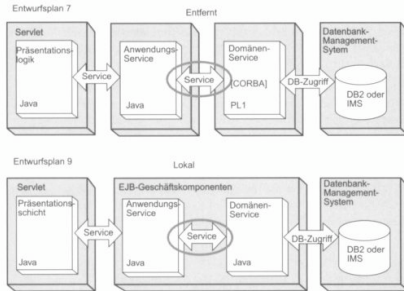 Entwurfsplan 7
Entfernt
Servlet
Präsentations-
logik
Java
Service
Anwendungs-
Service
Java
Service
Domänen-
Service
[CORBA]
PL1
DB-Zugriff
Datenbank-
Management-
Sytem
DB2 oder
IMS
Entwurfsplan 9
Lokal
Servlet
Präsentations-
schicht
Java
Service
EJB-Geschäftskomponenten
Anwendungs-
Service
Java
Service
Domänen-
Service
Java
DB-Zugriff
Datenbank-
Management-
System
DB2 oder
IMS